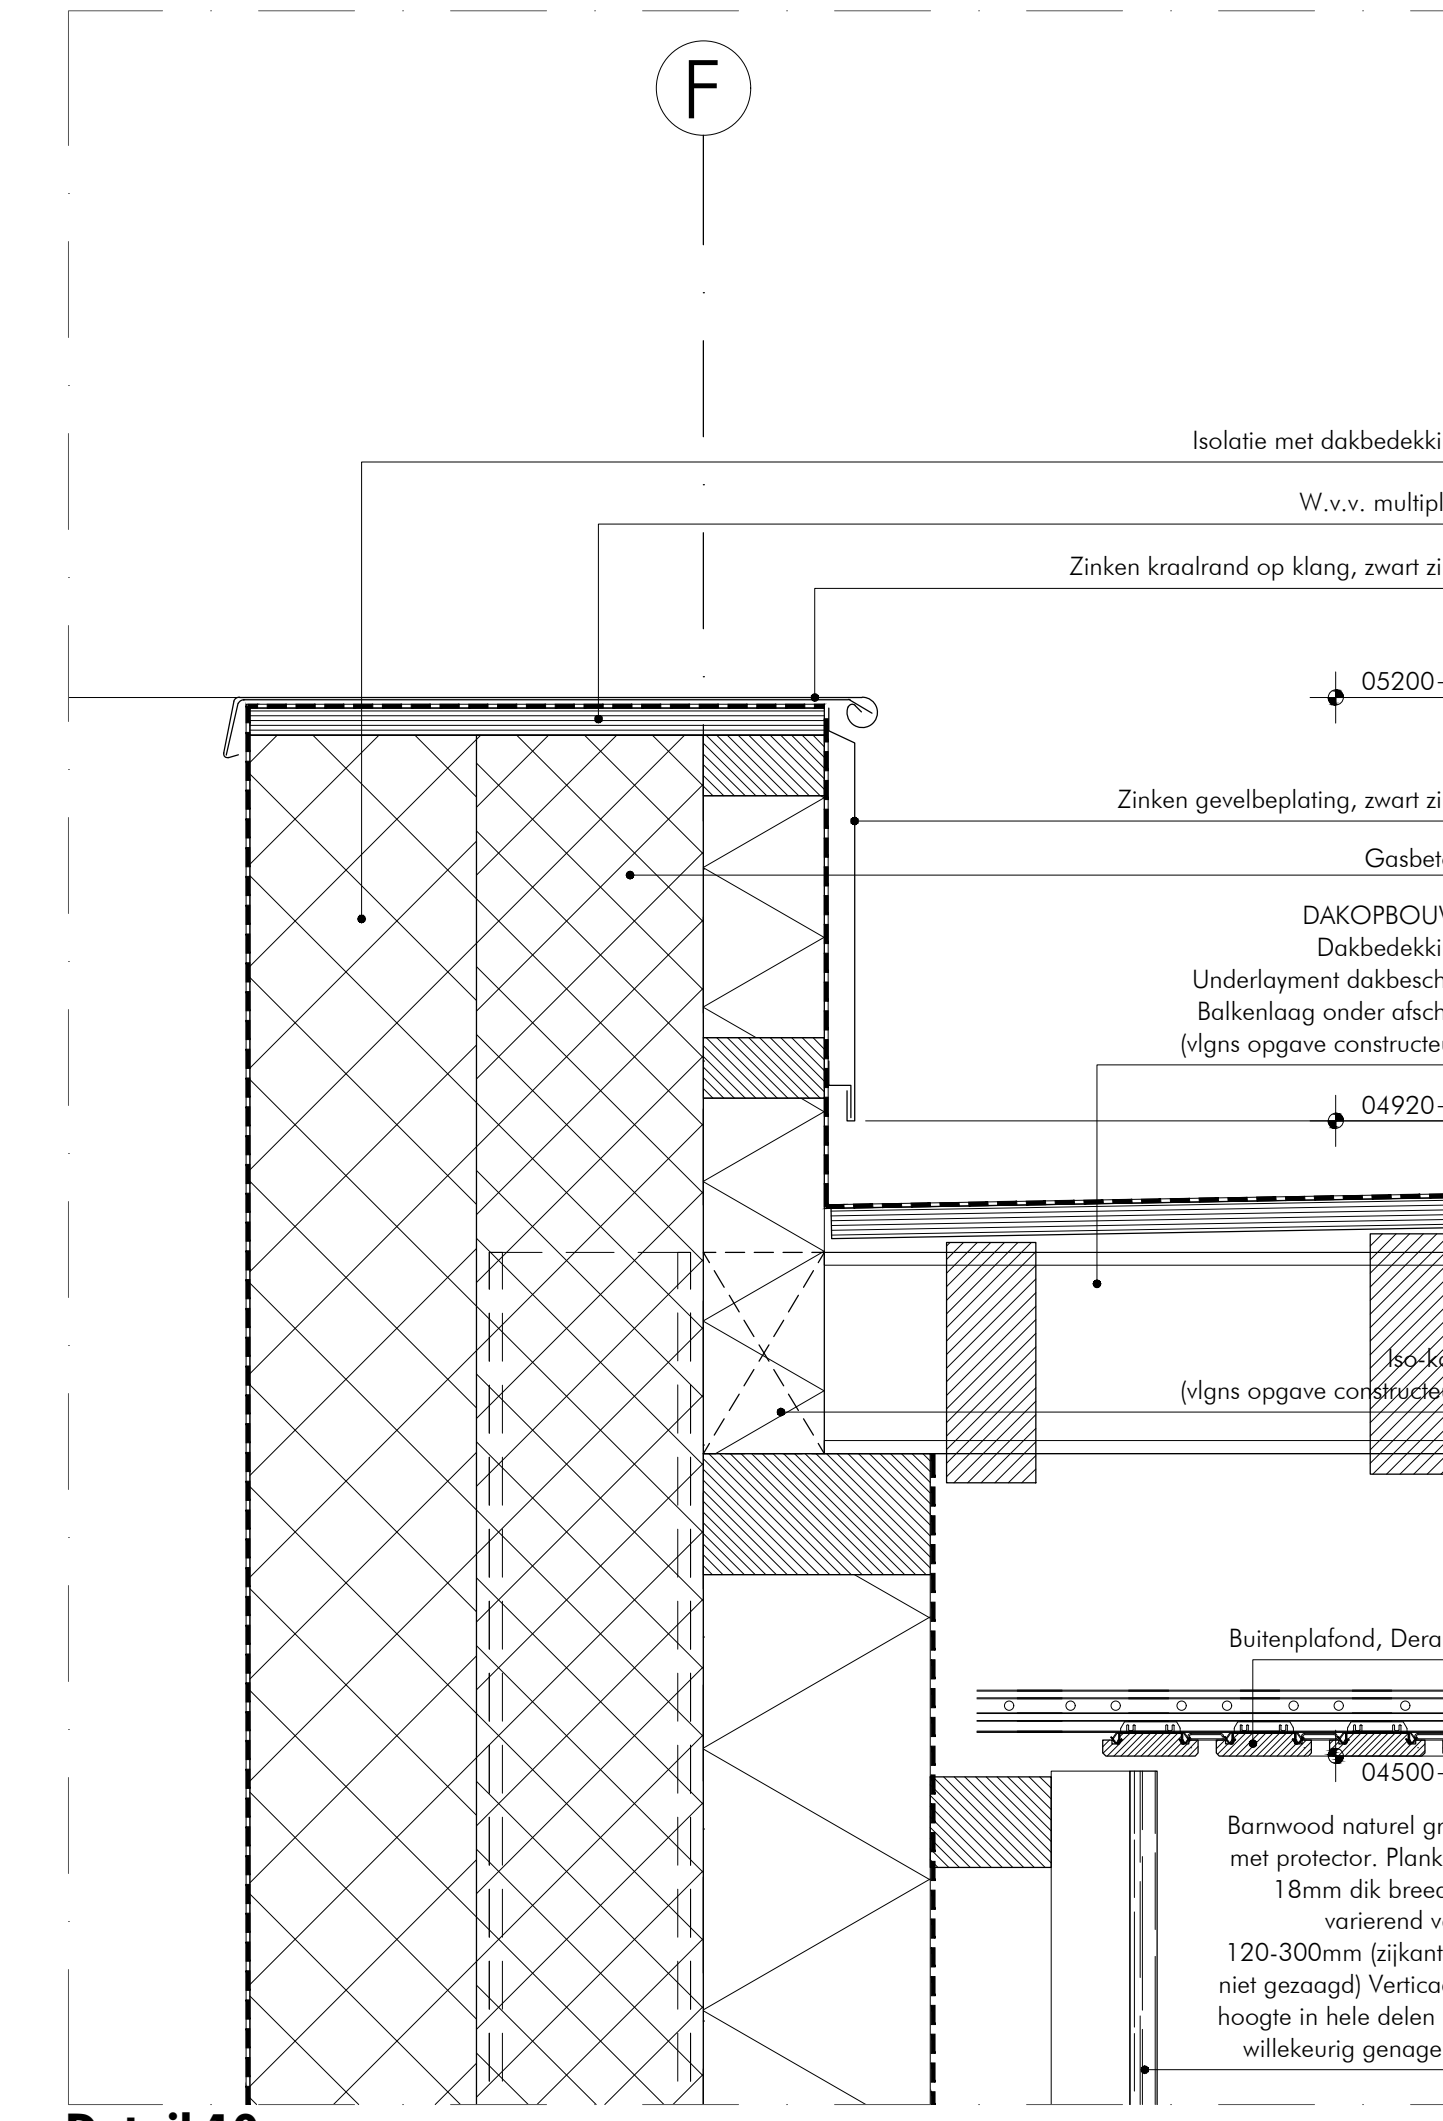 F
Isolatie met dakbedekki
W.v.v. multipl
Zinken kraalrand op klang, zwart zi
05200-
Zinken gevelbeplating, zwart zi
Gasbet
DAKOPBOU
Dakbedekki
Underlayment dakbesch
Balkenlaag onder afsch
(vlgns opgave constructe
04920-
Iso-k
(vlgns opgave constructe
Buitenplafond, Dera
04500-
Barnwood naturel gr
met protector. Plank
18mm dik bree
varierend v
120-300mm (zijkant
niet gezaagd) Vertica
hoogte in hele delen
willekeurig genage